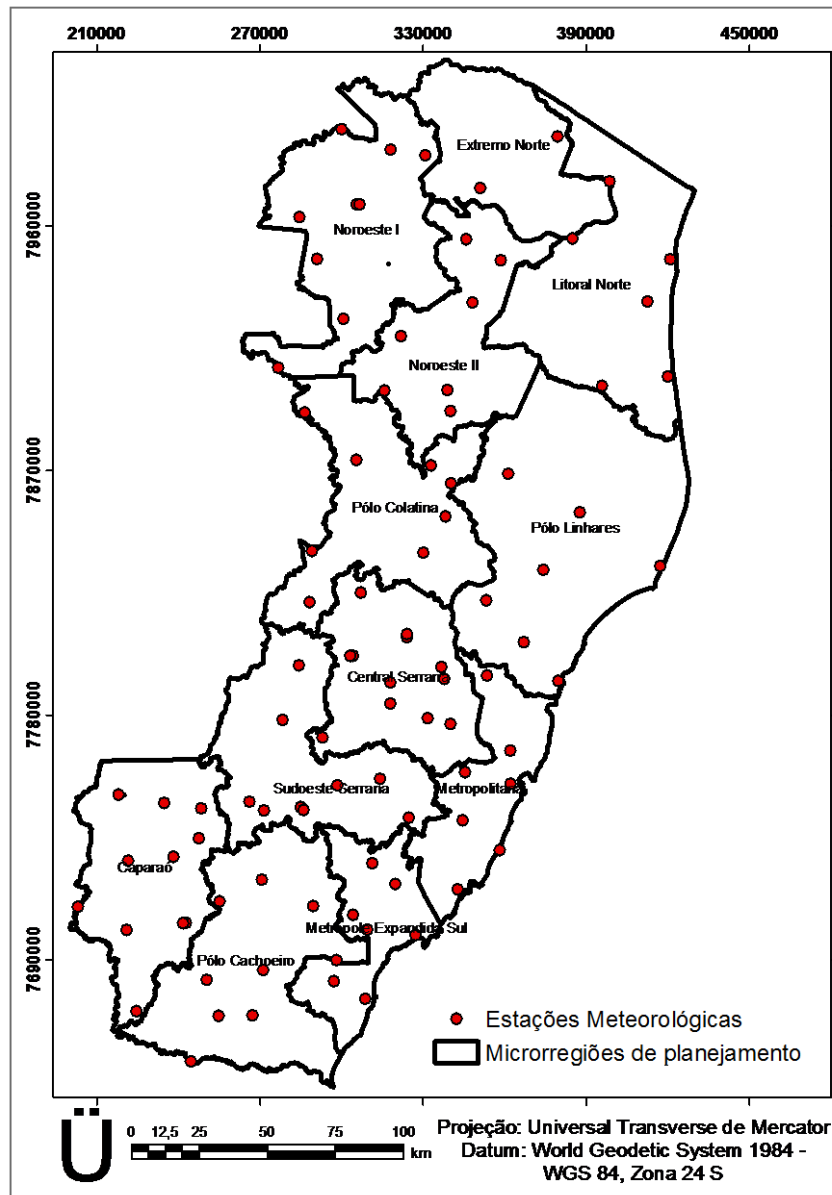 210000 270000 330000 390000 450000
7960000
7870000
7780000
7690000
Extremo Norte
Noroeste I
Litoral Norte
Noroeste II
Pólo Colatina
Pólo Linhares
Central Serrana
Sudoeste Serrana
Metropolitana
Caparaó
Metropole Expandida Sul
Pólo Cachoeiro
Estações Meteorológicas
Microrregiões de planejamento
Ü
0 12,5 25 50 75 100
km
Projeção: Universal Transverse de Mercator
Datum: World Geodetic System 1984 -
WGS 84, Zona 24 S